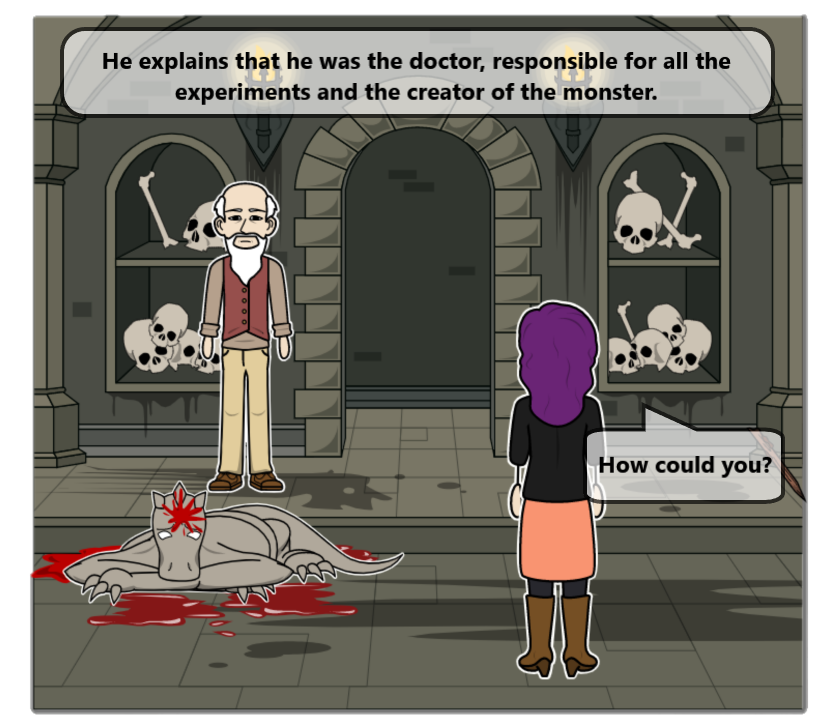 He explains that he was the doctor, responsible for all the
experiments and the creator of the monster.
How could you?